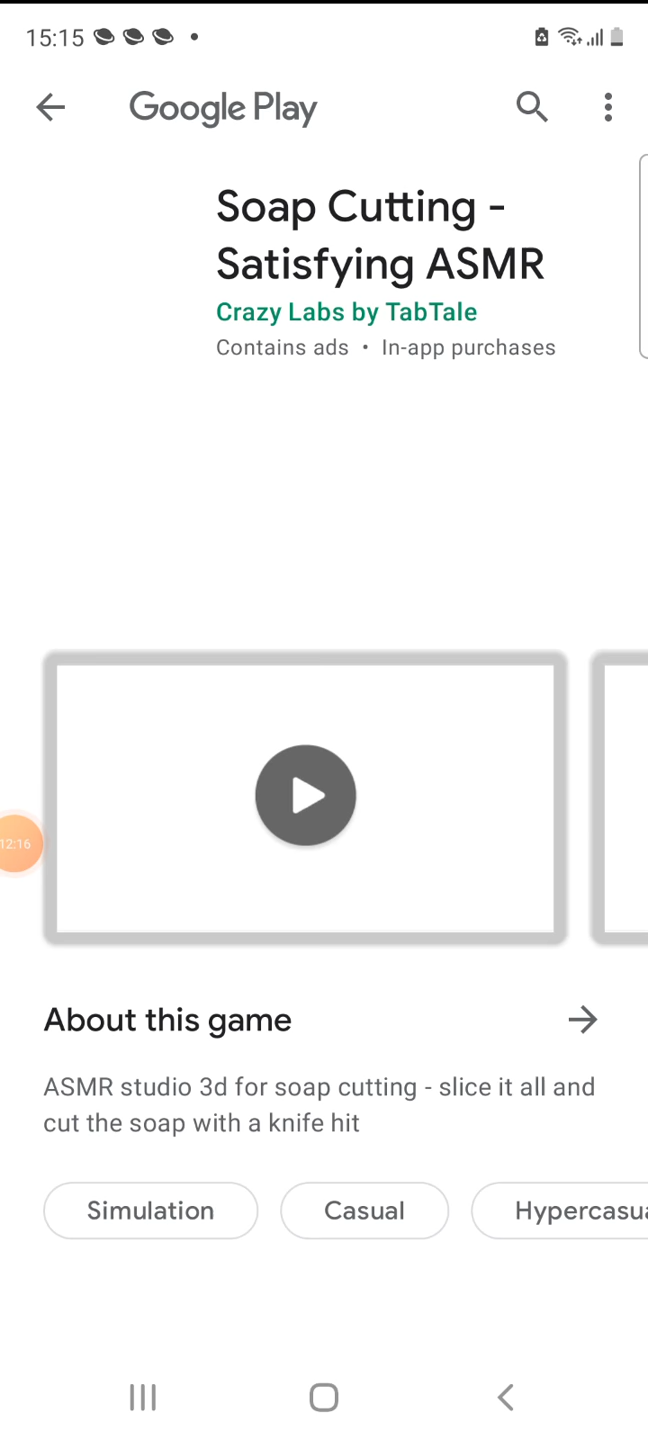 15:15
Google Play
Soap Cutting -
Satisfying ASMR
Crazy Labs by TabTale
Contains ads • In-app purchases
12:16
About this game
ASMR studio 3d for soap cutting - slice it all and
cut the soap with a knife hit
Simulation Casual Hypercasua